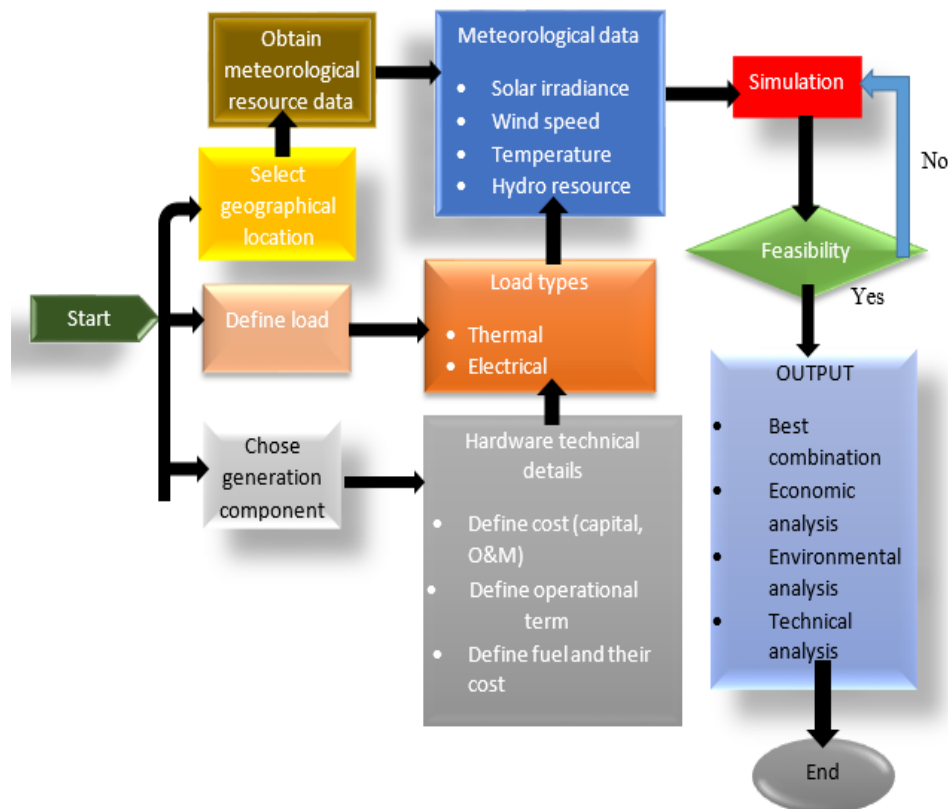 Obtain
meteorological
resource data
Meteorological data
• Solar irradiance
• Wind speed
• Temperature
• Hydro resource
Simulation
No
Select
geographical
location
Feasibility
Yes
Start
Define load
Load types
• Thermal
• Electrical
Chose
generation
component
Hardware technical
details
• Define cost (capital,
O&M)
• Define operational
term
• Define fuel and their
cost
OUTPUT
• Best
combination
• Economic
analysis
• Environmental
analysis
• Technical
analysis
End